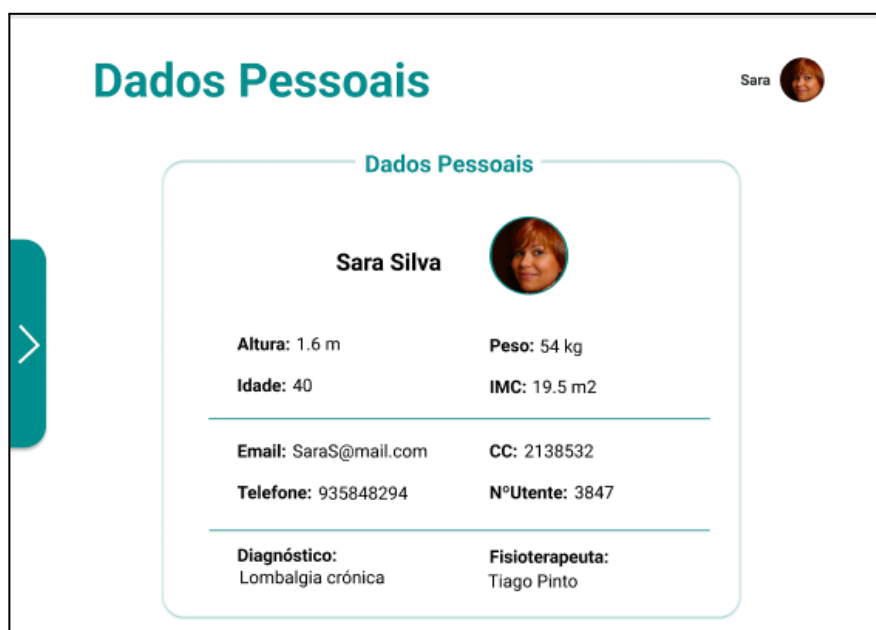 Dados Pessoais
Sara
Dados Pessoais
Sara Silva
Altura: 1.6 m
Peso: 54 kg
Idade: 40
IMC: 19.5 m2
Email: SaraS@mail.com
CC: 2138532
Telefone: 935848294
NºUtente: 3847
Diagnóstico:
Lombalgia crónica
Fisioterapeuta:
Tiago Pinto